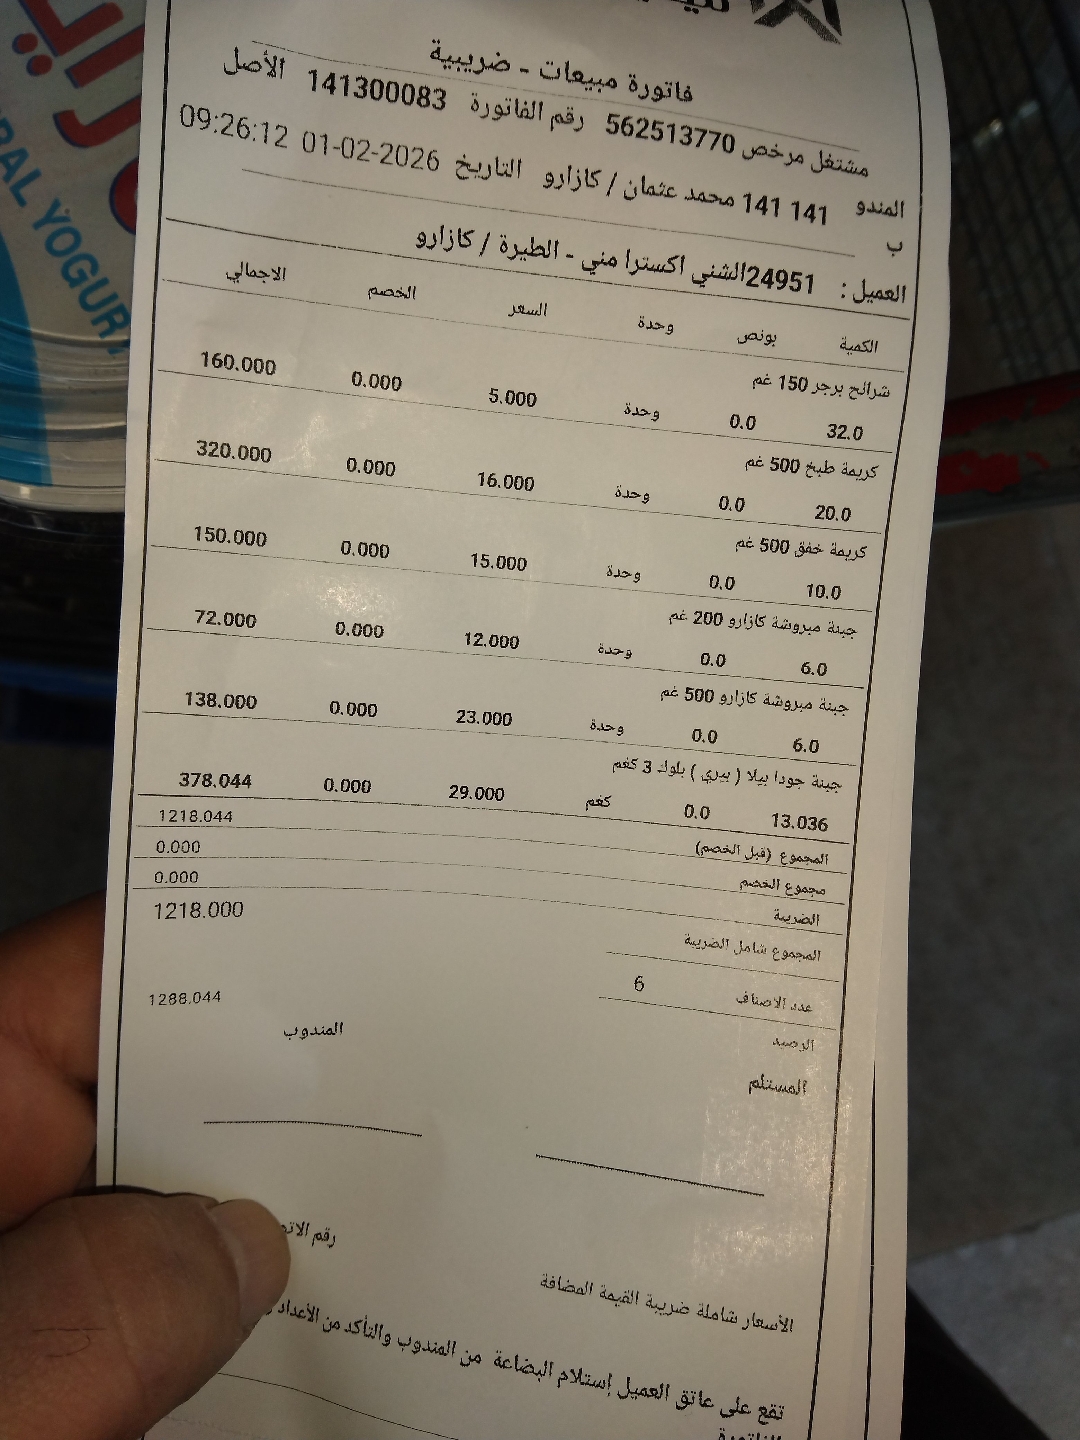 فاتورة مبيعات - ضريبية
مشتغل مرخص 562513770 رقم الفاتورة 141300083 الأصل
المندو
ب 141 141 محمد عثمان / كازارو التاريخ 01-02-2026 09:26:12
العميل : 24951الشني اكسترا مني - الطيرة / كازارو
الكمية بونص وحدة السعر الخصم الاجمالي
شرائح برجر 150 غم
32.0 0.0 وحدة 5.000 0.000 160.000
كريمة طبخ 500 غم
20.0 0.0 وحدة 16.000 0.000 320.000
كريمة خفق 500 غم
10.0 0.0 وحدة 15.000 0.000 150.000
جبنة مبروشة كازارو 200 غم
6.0 0.0 وحدة 12.000 0.000 72.000
جبنة مبروشة كازارو 500 غم
6.0 0.0 وحدة 23.000 0.000 138.000
جبنة جودا بيلا ( بيري ) بلوك 3 كغم
13.036 0.0 كغم 29.000 0.000 378.044
المجموع (قبل الخصم) 1218.044
مجموع الخصم 0.000
الضريبة 0.000
المجموع شامل الضريبة 1218.000
عدد الاصناف 6
الرصيد 1288.044
المستلم المندوب
رقم
الأسعار شاملة ضريبة القيمة المضافة
تقع على عاتق العميل إستلام البضاعة من المندوب والتأكد من الأعداد
YOGURT